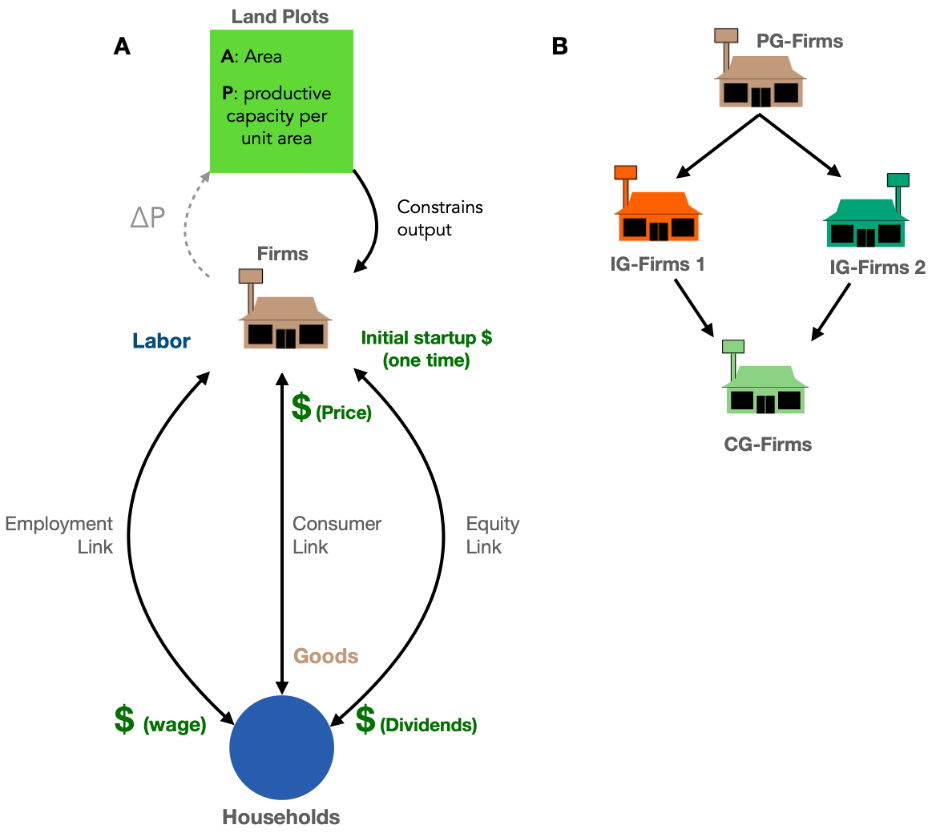 Land Plots
A
A: Area
P: productive
capacity per
unit area
ΔP
Constrains
output
Firms
Labor
Initial startup $
(one time)
$ (Price)
Employment
Link
Consumer
Link
Equity
Link
Goods
$ (wage)
$ (Dividends)
Households
B
PG-Firms
IG-Firms 1
IG-Firms 2
CG-Firms